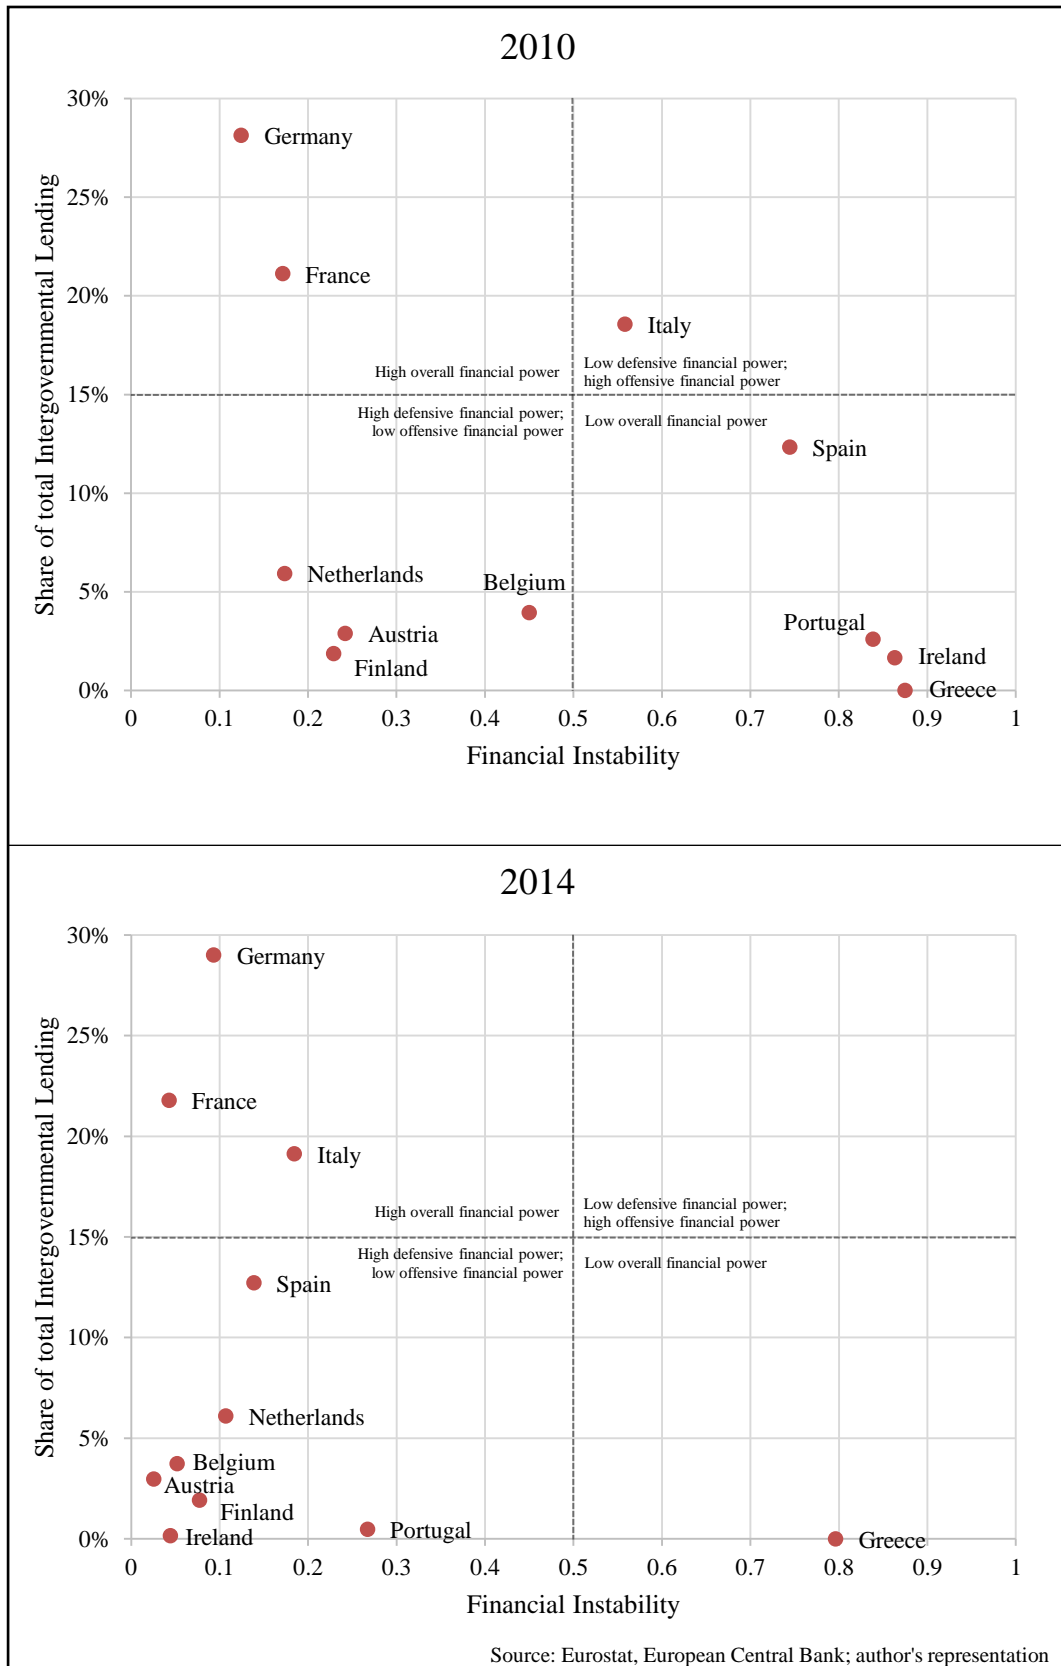 2010
30%
Germany
25%
France
20%
Italy
High overall financial power
Low defensive financial power;
high offensive financial power
15%
High defensive financial power;
low offensive financial power
Low overall financial power
Spain
10%
Netherlands
Belgium
5%
Austria
Finland
Portugal
Ireland
Greece
0%
Share of total Intergovernmental Lending
0 0.1 0.2 0.3 0.4 0.5 0.6 0.7 0.8 0.9 1
Financial Instability
2014
30%
Germany
25%
France
20%
Italy
High overall financial power
Low defensive financial power;
high offensive financial power
15%
High defensive financial power;
low offensive financial power
Low overall financial power
Spain
10%
Netherlands
5%
Belgium
Austria
Finland
Ireland
Portugal
Greece
0%
Share of total Intergovernmental Lending
0 0.1 0.2 0.3 0.4 0.5 0.6 0.7 0.8 0.9 1
Financial Instability
Source: Eurostat, European Central Bank; author's representation